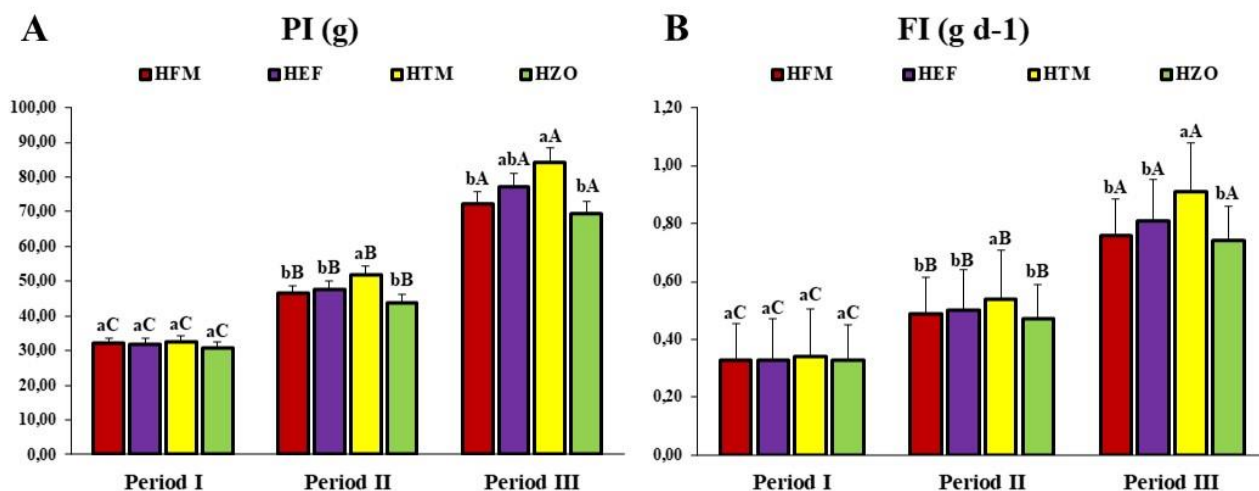 A PI (g)
HFM HEF HTM HZO
100,00
90,00
80,00
70,00
60,00
50,00
40,00
30,00
20,00
10,00
0,00
aC aC aC aC
bB bB aB bB
bA abA aA bA
Period I Period II Period III
B FI (g d-1)
HFM HEF HTM HZO
1,20
1,00
0,80
0,60
0,40
0,20
0,00
aC aC aC aC
bB bB aB bB
bA bA aA bA
Period I Period II Period III